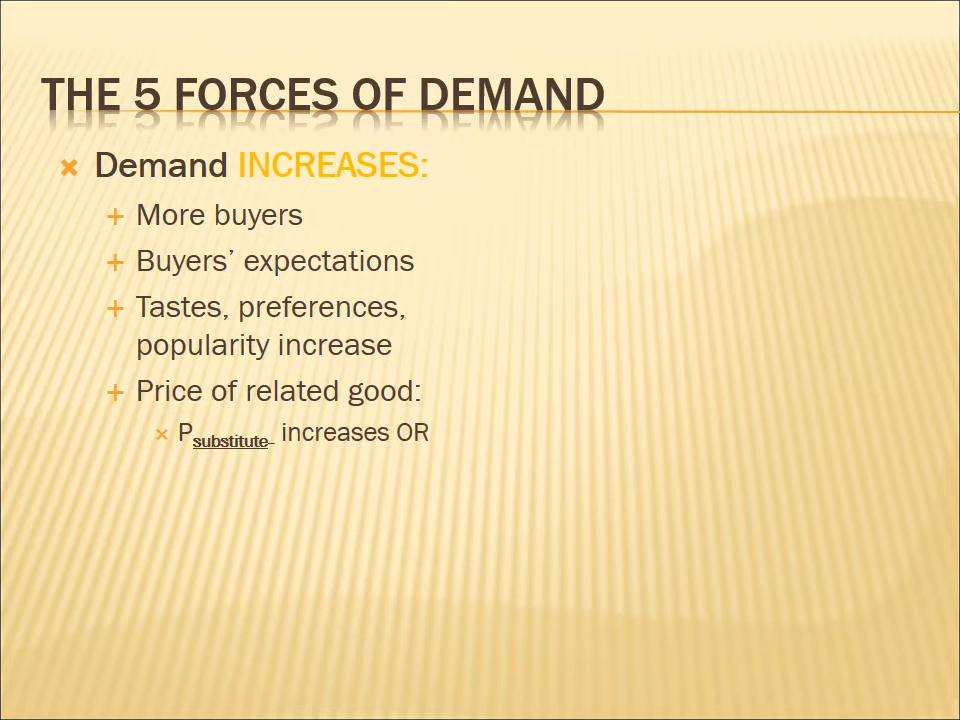 THE 5 FORCES OF DEMAND
Demand INCREASES:
More buyers
Buyers’ expectations
Tastes, preferences,
popularity increase
Price of related good:
Psubstitute increases OR